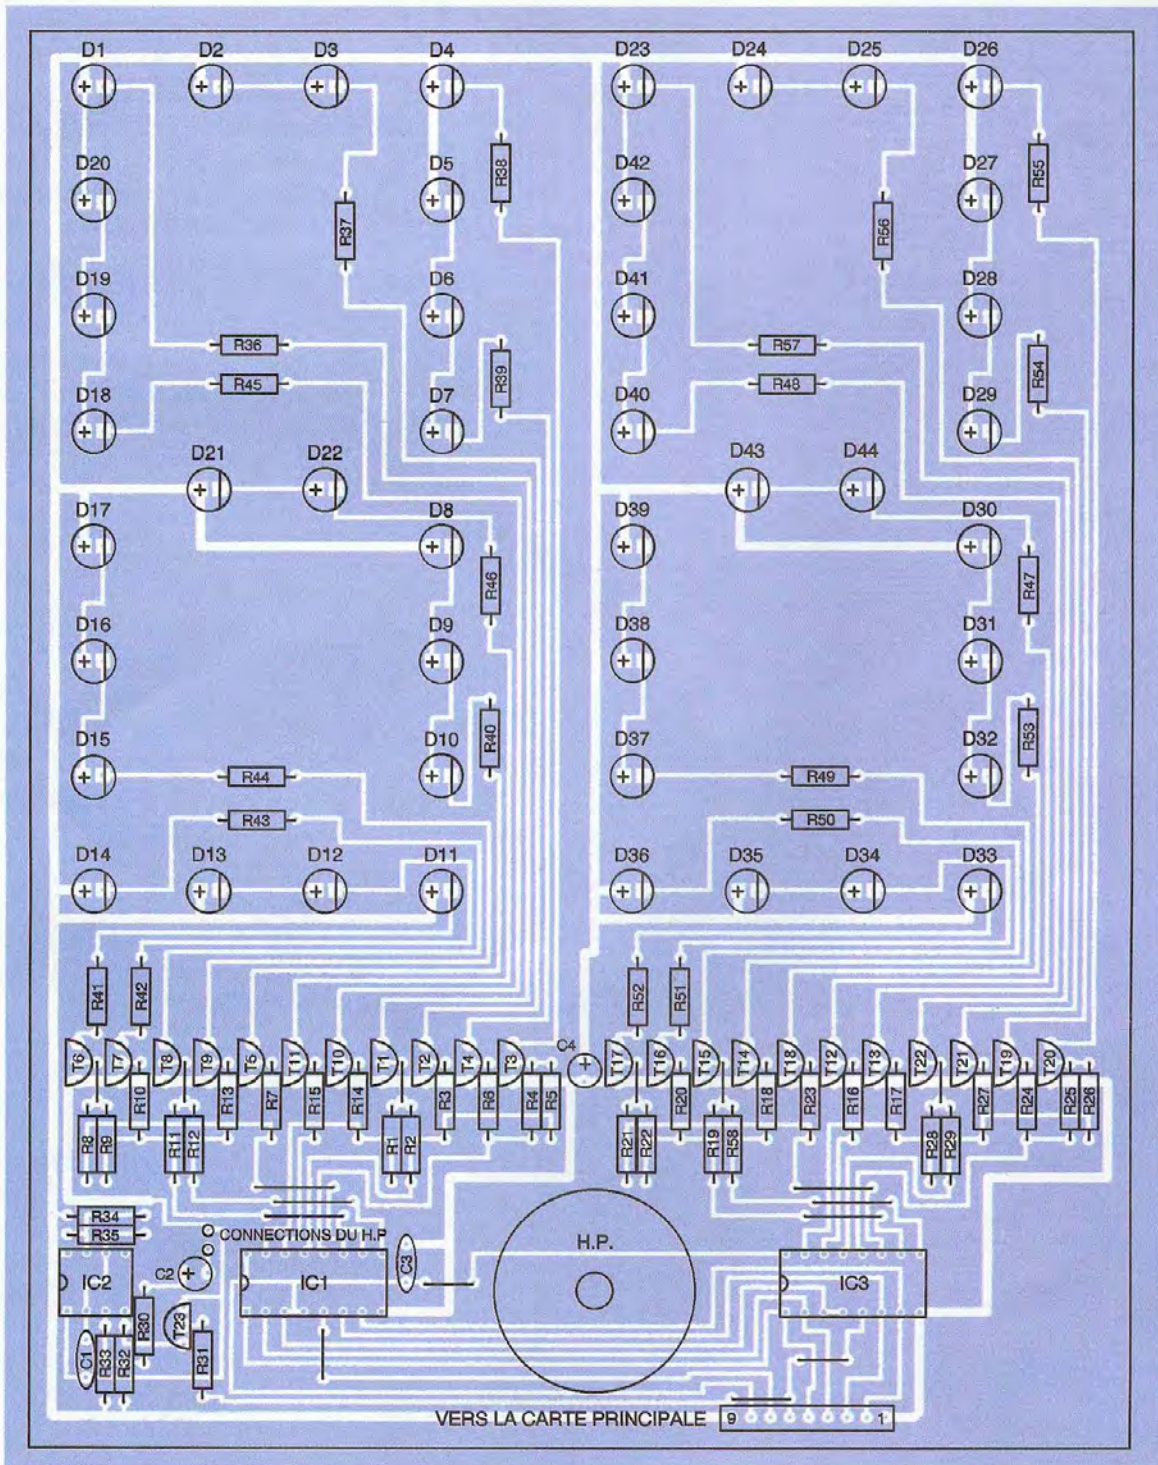 D1 D2 D3 D4 D23 D24 D25 D26
D20 D5 R38 D42 D27 R55
R37 R56
D19 D6 D41 D28
R36 R39 R57 R54
R45 R48
D18 D7 D40 D29
D21 D22 D43 D44
D17 D8 D39 D30
R46 R47
D16 D9 D38 D31
R40 R53
D15 D10 D37 D32
R44 R49
R43 R50
D14 D13 D12 D11 D36 D35 D34 D33
R41 R42 R52 R51
C4
T6 T7 T8 T9 T5 T11 T10 T1 T2 T4 T3 T17 T16 T15 T14 T18 T12 T13 T22 T21 T19 T20
R10 R13 R7 R15 R14 R3 R6 R4 R5 R20 R18 R23 R16 R17 R27 R24 R25 R26
R8 R9 R11 R12 R1 R2 R21 R22 R19 R58 R28 R29
R34
R35
CONNECTIONS DU H.P
H.P.
C2 C3
IC2 IC1 IC3
R30 T23
C1 R33 R32 R31
VERS LA CARTE PRINCIPALE 9 1